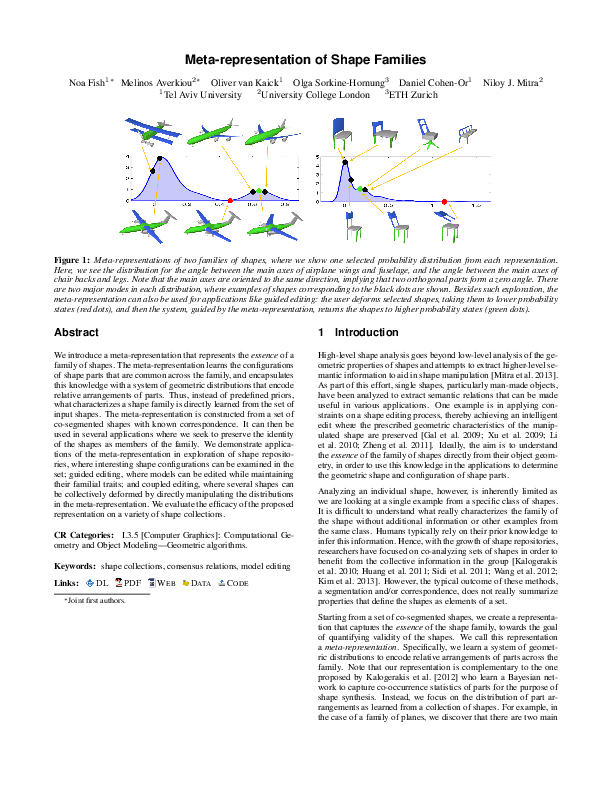 Meta-representation of Shape Families
Noa Fish1* Melinos Averkiou2* Oliver van Kaick1 Olga Sorkine-Hornung3 Daniel Cohen-Or1 Niloy J. Mitra2
1Tel Aviv University 2University College London 3ETH Zurich
Figure 1: Meta-representations of two families of shapes, where we show one selected probability distribution from each representation.
Here, we see the distribution for the angle between the main axes of airplane wings and fuselage, and the angle between the main axes of
chair backs and legs. Note that the main axes are oriented to the same direction, implying that two orthogonal parts form a zero angle. There
are two major modes in each distribution, where examples of shapes corresponding to the black dots are shown. Besides such exploration, the
meta-representation can also be used for applications like guided editing: the user deforms selected shapes, taking them to lower probability
states (red dots), and then the system, guided by the meta-representation, returns the shapes to higher probability states (green dots).
Abstract
We introduce a meta-representation that represents the essence of a
family of shapes. The meta-representation learns the configurations
of shape parts that are common across the family, and encapsulates
this knowledge with a system of geometric distributions that encode
relative arrangements of parts. Thus, instead of predefined priors,
what characterizes a shape family is directly learned from the set of
input shapes. The meta-representation is constructed from a set of
co-segmented shapes with known correspondence. It can then be
used in several applications where we seek to preserve the identity
of the shapes as members of the family. We demonstrate applica-
tions of the meta-representation in exploration of shape reposito-
ries, where interesting shape configurations can be examined in the
set; guided editing, where models can be edited while maintaining
their familial traits; and coupled editing, where several shapes can
be collectively deformed by directly manipulating the distributions
in the meta-representation. We evaluate the efficacy of the proposed
representation on a variety of shape collections.
CR Categories: I.3.5 [Computer Graphics]: Computational Ge-
ometry and Object Modeling—Geometric algorithms.
Keywords: shape collections, consensus relations, model editing
Links: DL PDF WEB DATA CODE
*Joint first authors.
1 Introduction
High-level shape analysis goes beyond low-level analysis of the ge-
ometric properties of shapes and attempts to extract higher-level se-
mantic information to aid in shape manipulation [Mitra et al. 2013].
As part of this effort, single shapes, particularly man-made objects,
have been analyzed to extract semantic relations that can be made
useful in various applications. One example is in applying con-
straints on a shape editing process, thereby achieving an intelligent
edit where the prescribed geometric characteristics of the manip-
ulated shape are preserved [Gal et al. 2009; Xu et al. 2009; Li
et al. 2010; Zheng et al. 2011]. Ideally, the aim is to understand
the essence of the family of shapes directly from their object geom-
etry, in order to use this knowledge in the applications to determine
the geometric shape and configuration of shape parts.
Analyzing an individual shape, however, is inherently limited as
we are looking at a single example from a specific class of shapes.
It is difficult to understand what really characterizes the family of
the shape without additional information or other examples from
the same class. Humans typically rely on their prior knowledge to
infer this information. Hence, with the growth of shape repositories,
researchers have focused on co-analyzing sets of shapes in order to
benefit from the collective information in the group [Kalogerakis
et al. 2010; Huang et al. 2011; Sidi et al. 2011; Wang et al. 2012;
Kim et al. 2013]. However, the typical outcome of these methods,
a segmentation and/or correspondence, does not really summarize
properties that define the shapes as elements of a set.
Starting from a set of co-segmented shapes, we create a representa-
tion that captures the essence of the shape family, towards the goal
of quantifying validity of the shapes. We call this representation
a meta-representation. Specifically, we learn a system of geomet-
ric distributions to encode relative arrangements of parts across the
family. Note that our representation is complementary to the one
proposed by Kalogerakis et al. [2012] who learn a Bayesian net-
work to capture co-occurrence statistics of parts for the purpose of
shape synthesis. Instead, we focus on the distribution of part ar-
rangements as learned from a collection of shapes. For example, in
the case of a family of planes, we discover that there are two main